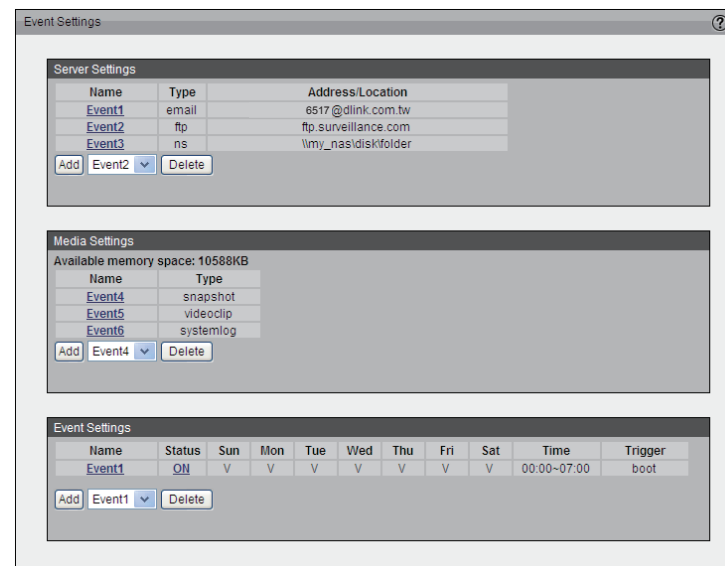 Event Settings ?
Server Settings
Name Type Address/Location
Event1 email 6517@dlink.com.tw
Event2 ftp ftp.surveillance.com
Event3 ns \\my_nas\disk\folder
Add Event2 Delete
Media Settings
Available memory space: 10588KB
Name Type
Event4 snapshot
Event5 videoclip
Event6 systemlog
Add Event4 Delete
Event Settings
Name Status Sun Mon Tue Wed Thu Fri Sat Time Trigger
Event1 ON V V V V V V V 00:00~07:00 boot
Add Event1 Delete